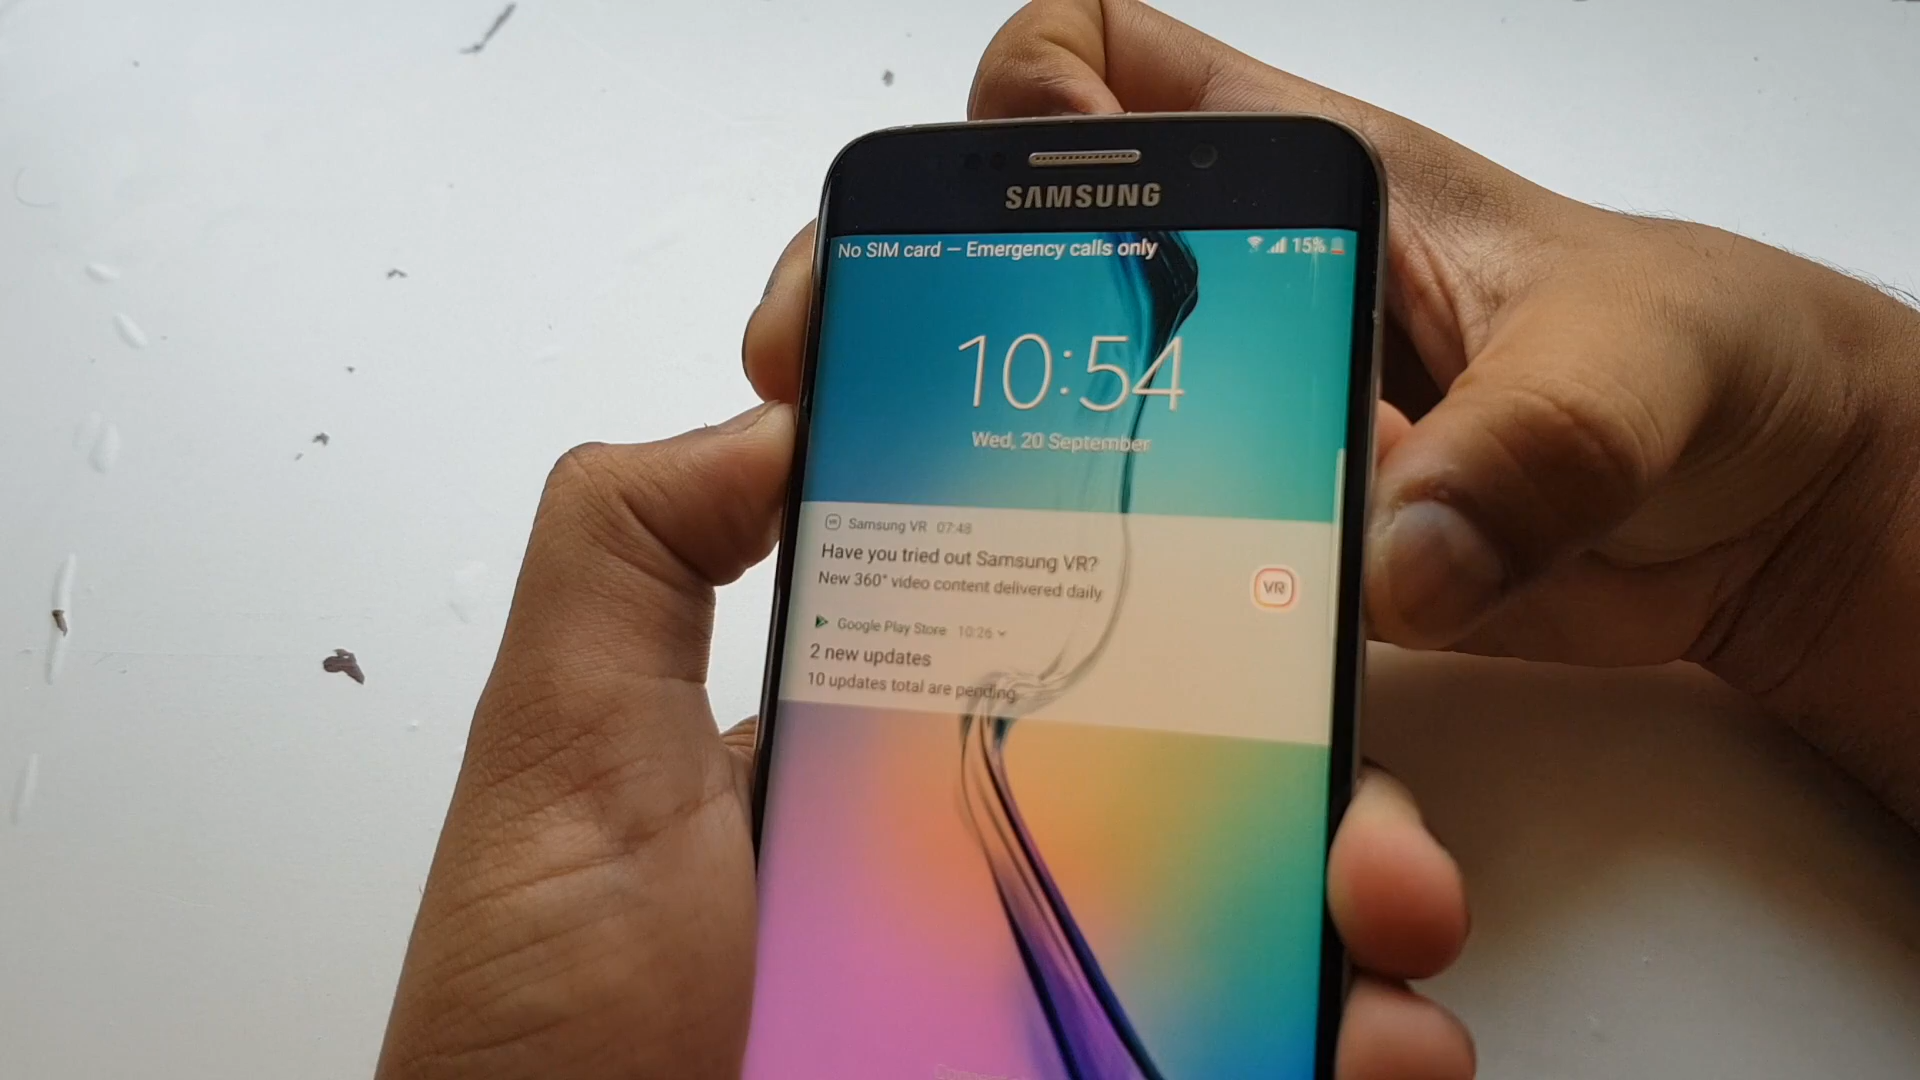 SAMSUNG
No SIM card — Emergency calls only 15%
10:54
Wed, 20 September
Samsung VR 07:48
Have you tried out Samsung VR?
New 360° video content delivered daily
VR
Google Play Store 10:26
2 new updates
10 updates total are pending